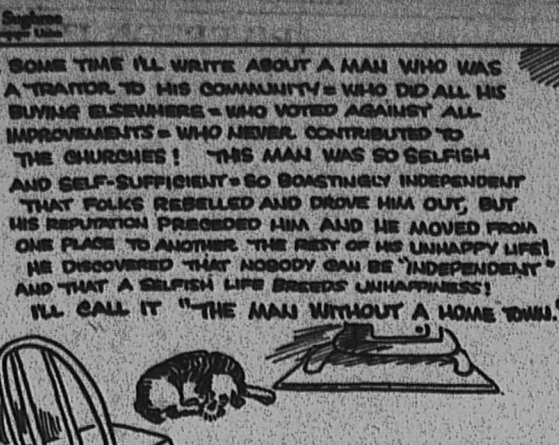 Sughroe
SOME TIME I'LL WRITE ABOUT A MAN WHO WAS
A TRAITOR TO HIS COMMUNITY = WHO DID ALL HIS
BUYING ELSEWHERE = WHO VOTED AGAINST ALL
IMPROVEMENTS = WHO NEVER CONTRIBUTED TO
THE CHURCHES! THIS MAN WAS SO SELFISH
AND SELF-SUFFICIENT = SO BOASTINGLY INDEPENDENT
THAT FOLKS REBELLED AND DROVE HIM OUT, BUT
HIS REPUTATION PRECEDED HIM AND HE MOVED FROM
ONE PLACE TO ANOTHER THE REST OF HIS UNHAPPY LIFE!
HE DISCOVERED THAT NOBODY CAN BE "INDEPENDENT"
AND THAT A SELFISH LIFE BREEDS UNHAPPINESS!
I'LL CALL IT "THE MAN WITHOUT A HOME TOWN."